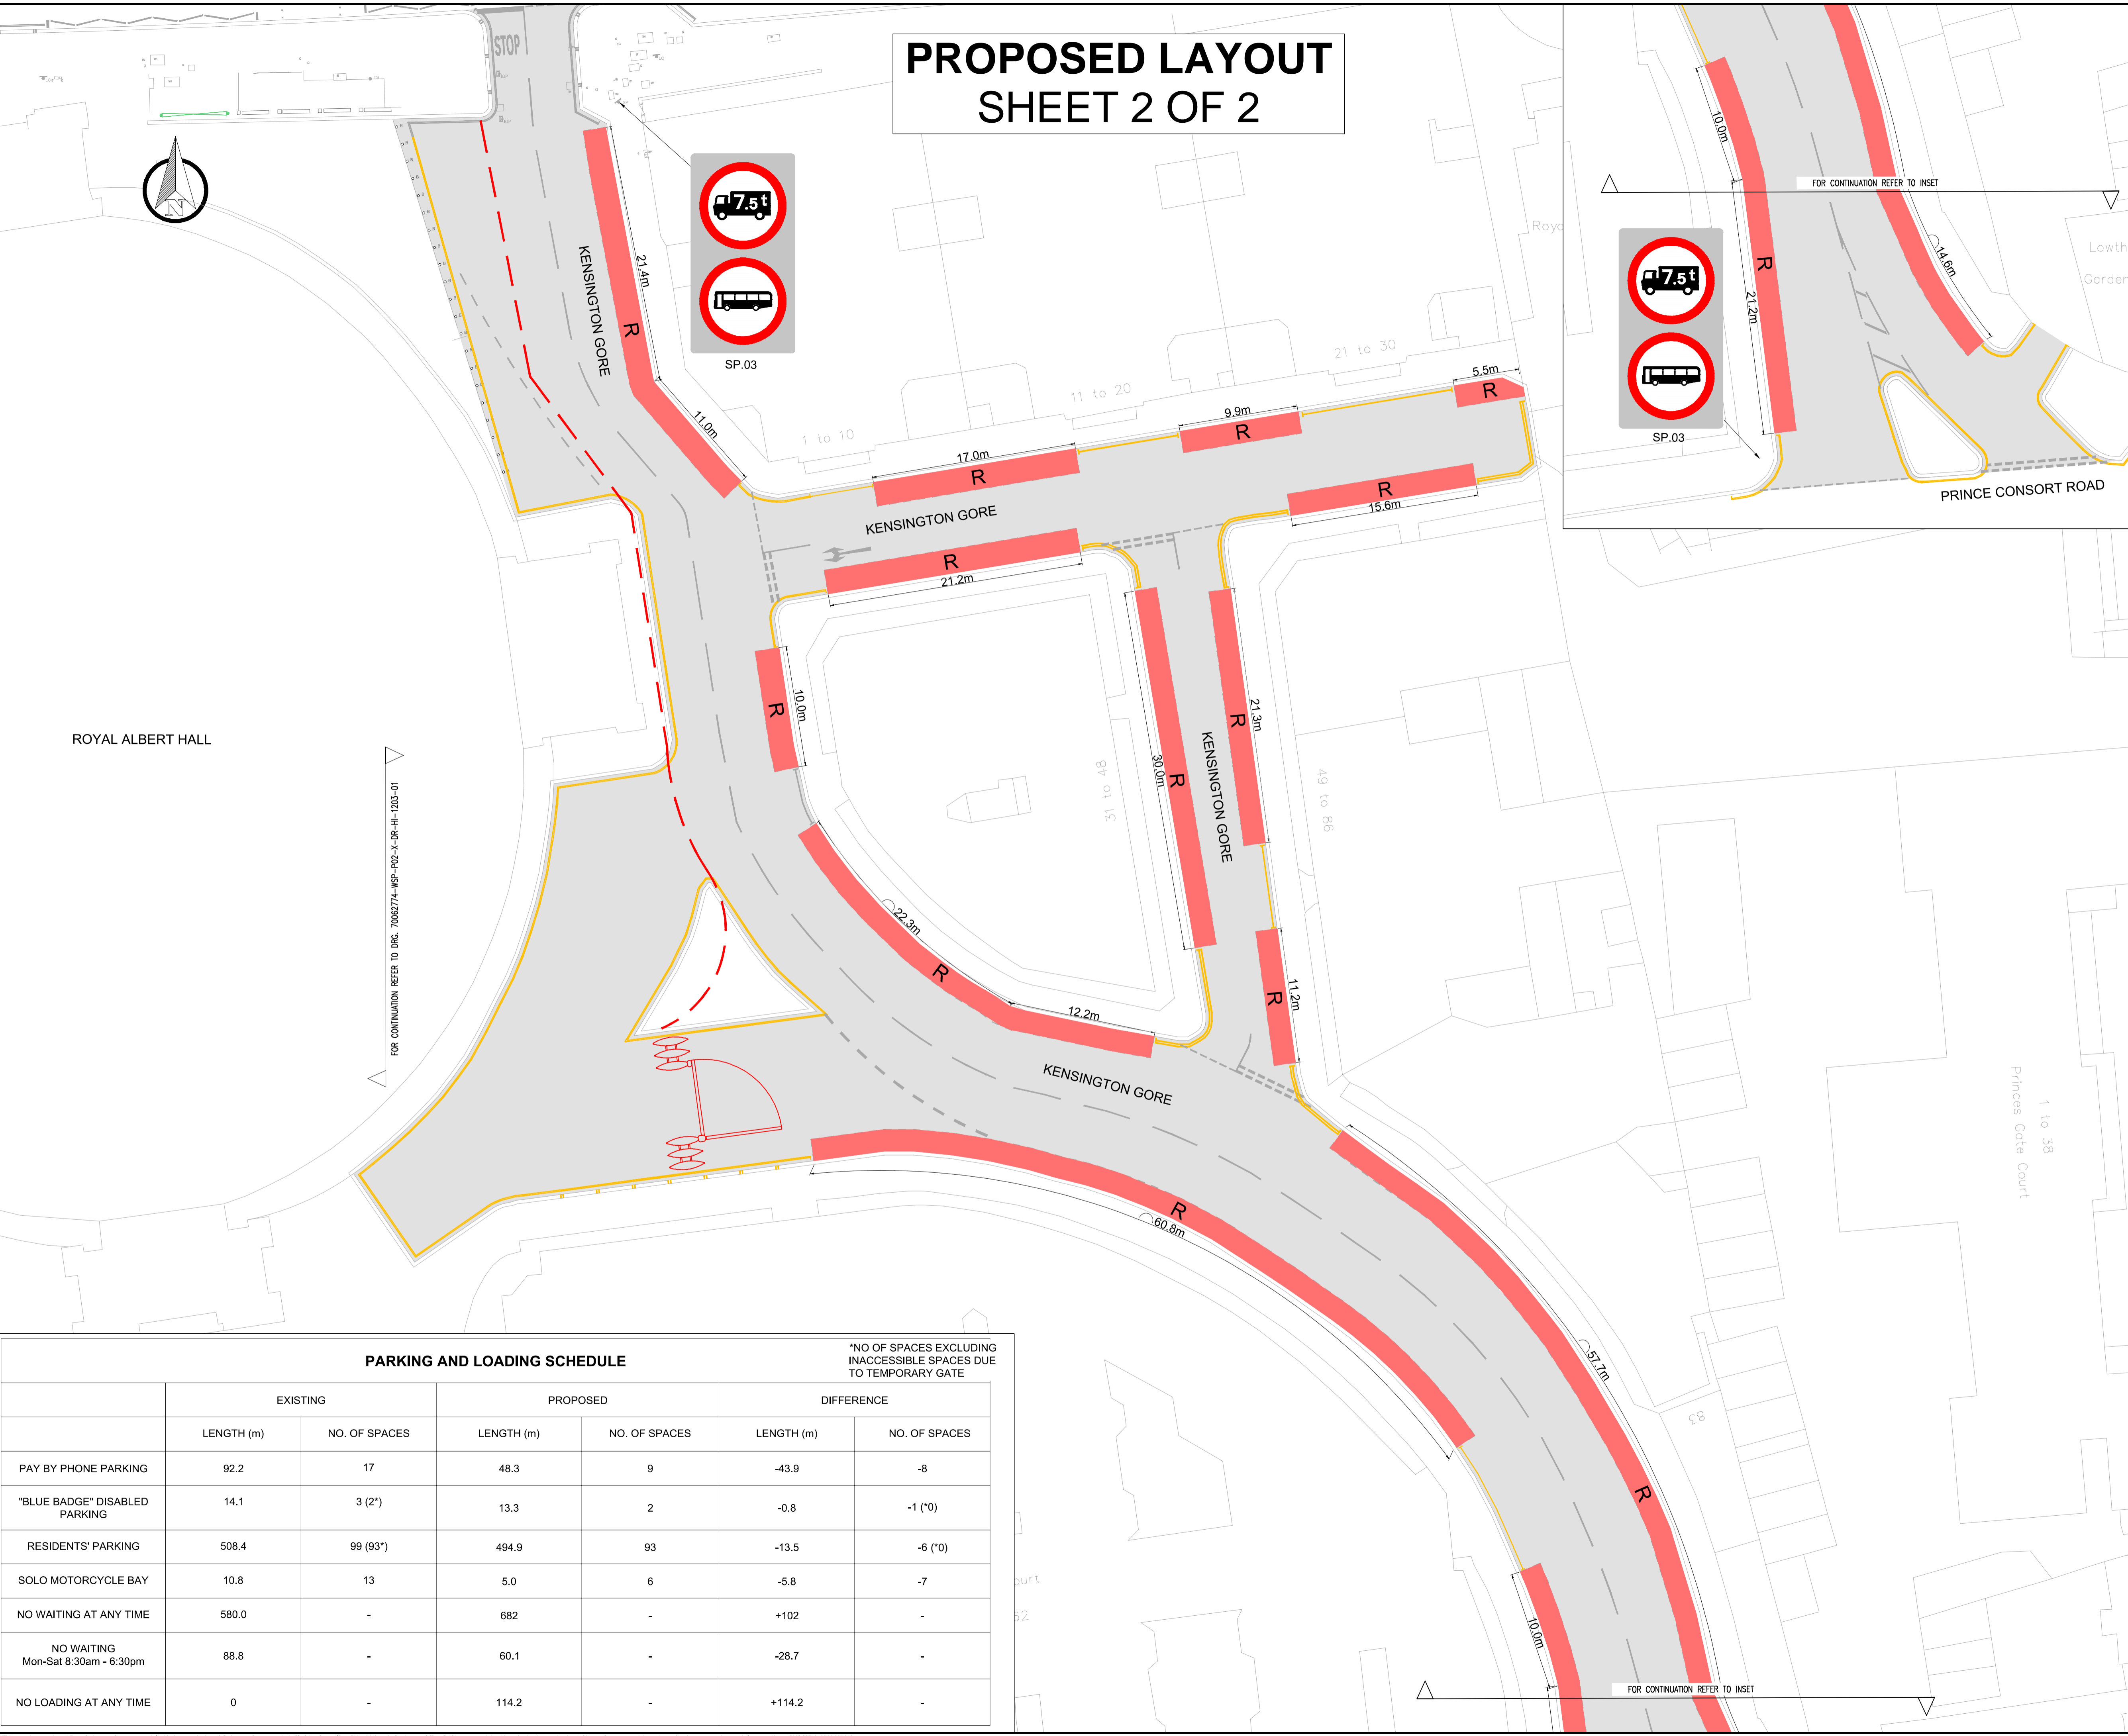 PROPOSED LAYOUT
SHEET 2 OF 2
STOP
N
7.5t
SP.03
KENSINGTON GORE
R
21.4m
11.0m
1 to 10
11 to 20
21 to 30
17.0m
R
9.9m
R
5.5m
R
KENSINGTON GORE
R
21.2m
R
15.6m
10.0m
FOR CONTINUATION REFER TO INSET
7.5t
SP.03
R
21.2m
14.6m
PRINCE CONSORT ROAD
ROYAL ALBERT HALL
FOR CONTINUATION REFER TO DRG. 70062774-WSP-P02-X-DR-HI-1203-01
R
10.0m
31 to 48
30.0m
R
KENSINGTON GORE
R
21.3m
49 to 86
22.3m
R
12.2m
R
11.2m
KENSINGTON GORE
R
60.8m
57.7m
R
83
1 to 38
Princes Gate Court
10.0m
FOR CONTINUATION REFER TO INSET
PARKING AND LOADING SCHEDULE
*NO OF SPACES EXCLUDING
INACCESSIBLE SPACES DUE
TO TEMPORARY GATE
EXISTING PROPOSED DIFFERENCE
LENGTH (m) NO. OF SPACES LENGTH (m) NO. OF SPACES LENGTH (m) NO. OF SPACES
PAY BY PHONE PARKING 92.2 17 48.3 9 -43.9 -8
"BLUE BADGE" DISABLED
PARKING 14.1 3 (2*) 13.3 2 -0.8 -1 (*0)
RESIDENTS' PARKING 508.4 99 (93*) 494.9 93 -13.5 -6 (*0)
SOLO MOTORCYCLE BAY 10.8 13 5.0 6 -5.8 -7
NO WAITING AT ANY TIME 580.0 - 682 - +102 -
NO WAITING
Mon-Sat 8:30am - 6:30pm 88.8 - 60.1 - -28.7 -
NO LOADING AT ANY TIME 0 - 114.2 - +114.2 -